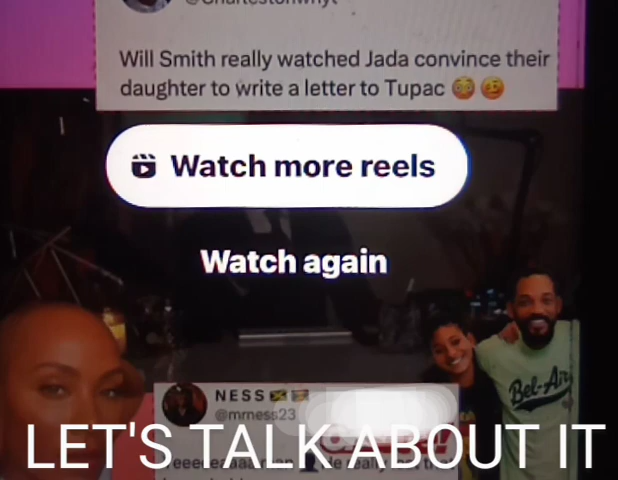 Will Smith really watched Jada convince their
daughter to write a letter to Tupac 😳 🥴
Watch more reels
Watch again
Bel-Air
NESS
@mrness23
LET'S TALK ABOUT IT